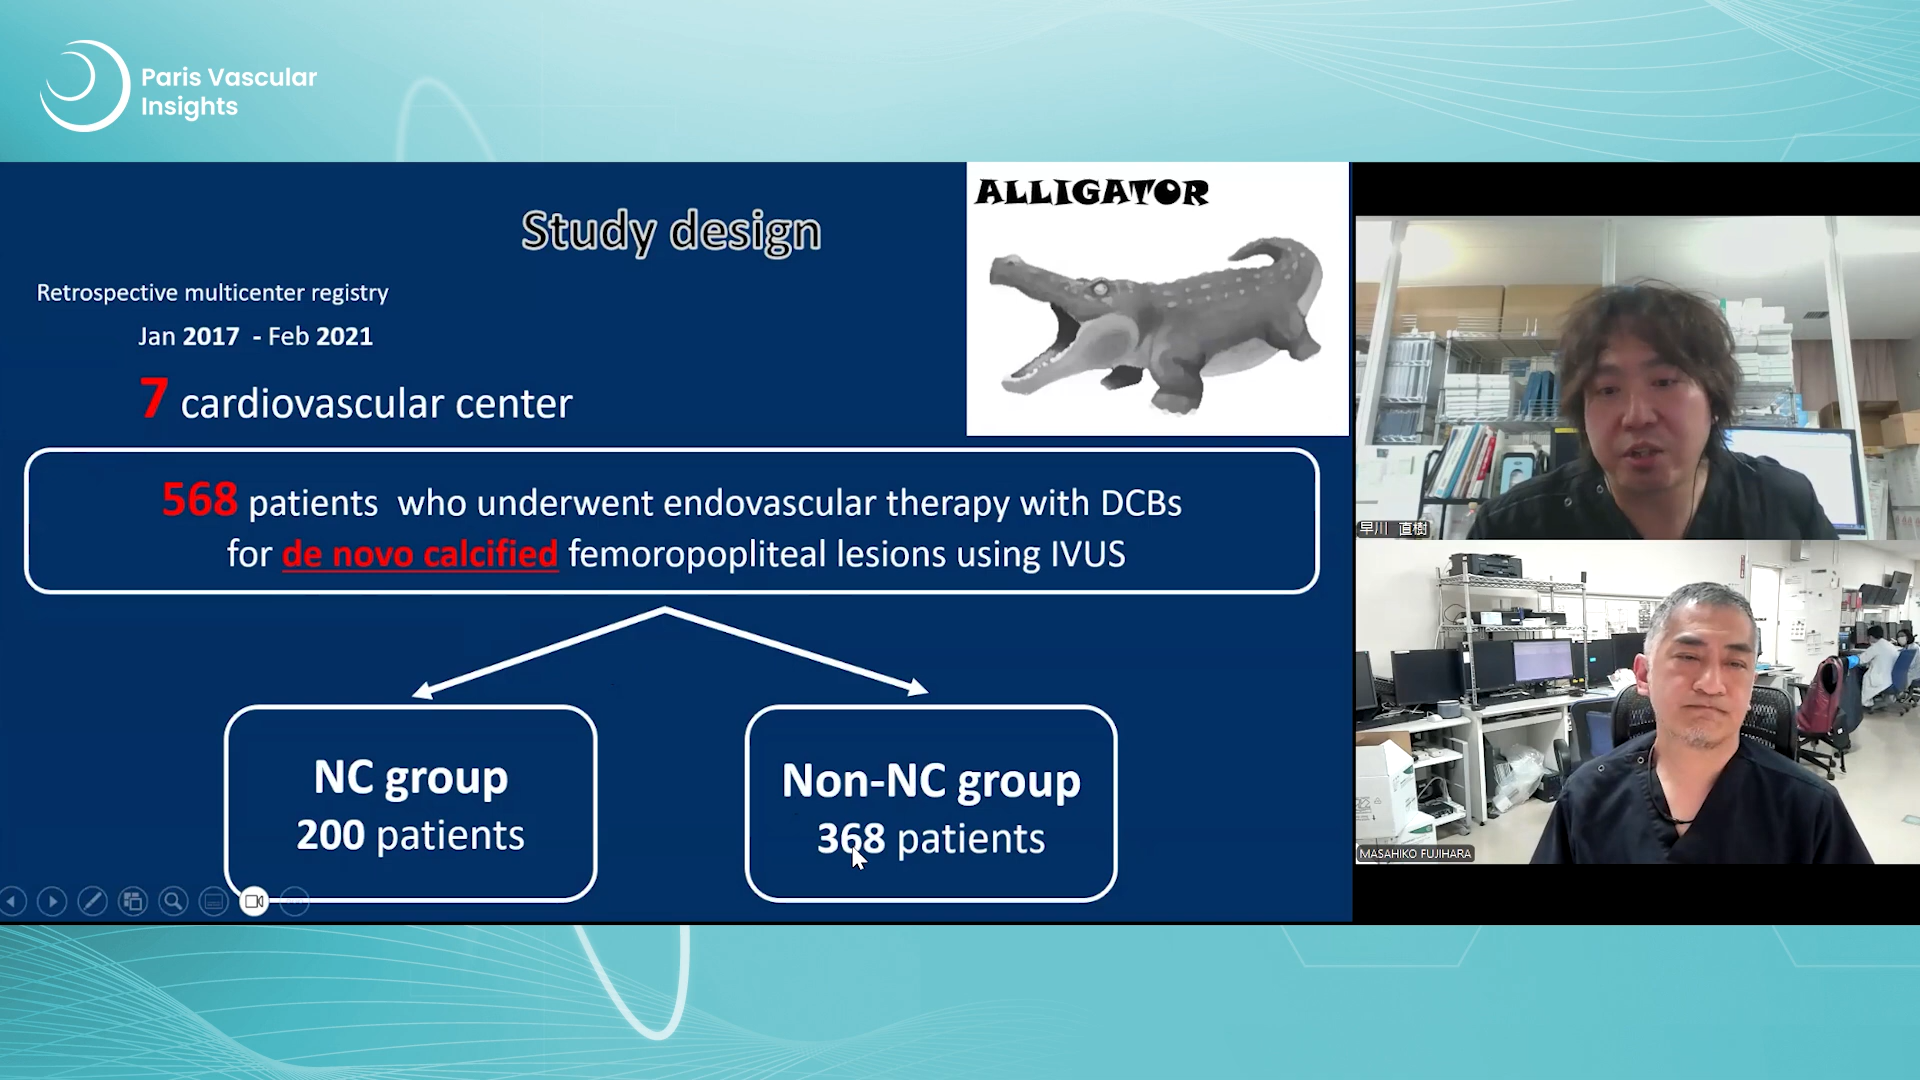 Paris Vascular
Insights
ALLIGATOR
Study design
Retrospective multicenter registry
Jan 2017 - Feb 2021
7 cardiovascular center
568 patients who underwent endovascular therapy with DCBs
for de novo calcified femoropopliteal lesions using IVUS
NC group
200 patients
Non-NC group
368 patients
早川 直樹
MASAHIKO FUJIHARA